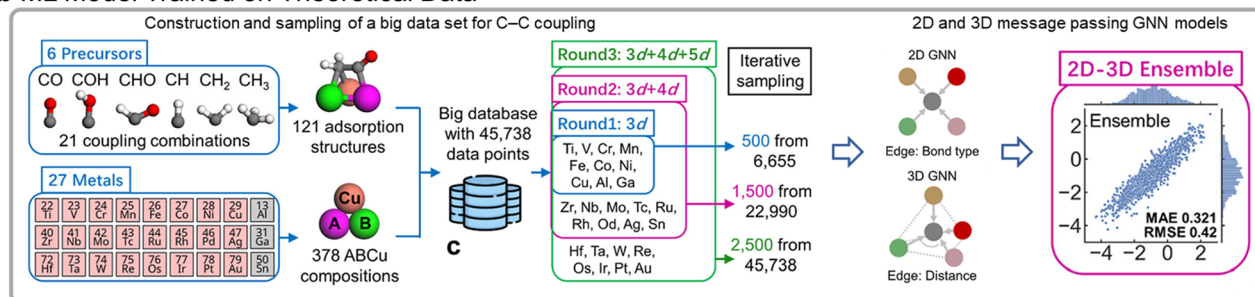 b ML Model Trained on Theoretical Data
Construction and sampling of a big data set for C–C coupling
2D and 3D message passing GNN models
6 Precursors
CO COH CHO CH CH₂ CH₃
21 coupling combinations
27 Metals
22 Ti 23 V 24 Cr 25 Mn 26 Fe 27 Co 28 Ni 29 Cu 13 Al
40 Zr 41 Nb 42 Mo 43 Tc 44 Ru 45 Rh 46 Pd 47 Ag 31 Ga
72 Hf 73 Ta 74 W 75 Re 76 Os 77 Ir 78 Pt 79 Au 50 Sn
121 adsorption
structures
Cu
A B
378 ABCu
compositions
Big database
with 45,738
data points
C
Round3: 3d+4d+5d
Round2: 3d+4d
Round1: 3d
Ti, V, Cr, Mn,
Fe, Co, Ni,
Cu, Al, Ga
Zr, Nb, Mo, Tc, Ru,
Rh, Od, Ag, Sn
Hf, Ta, W, Re,
Os, Ir, Pt, Au
Iterative
sampling
500 from
6,655
1,500 from
22,990
2,500 from
45,738
2D GNN
Edge: Bond type
3D GNN
Edge: Distance
2D-3D Ensemble
Ensemble
2
0
−2
−4
MAE 0.321
RMSE 0.42
−4 −2 0 2